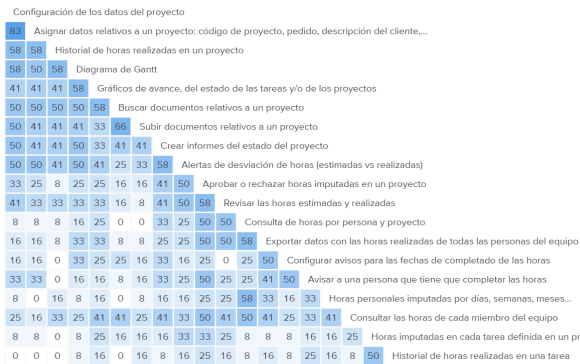 Configuración de los datos del proyecto
83 Asignar datos relativos a un proyecto: código de proyecto, pedido, descripción del cliente,...
58 58 Historial de horas realizadas en un proyecto
58 50 58 Diagrama de Gantt
41 41 41 58 Gráficos de avance, del estado de las tareas y/o de los proyectos
50 50 50 50 58 Buscar documentos relativos a un proyecto
50 41 41 41 33 66 Subir documentos relativos a un proyecto
50 41 41 50 33 41 41 Crear informes del estado del proyecto
50 50 41 50 41 25 33 58 Alertas de desviación de horas (estimadas vs realizadas)
33 25 8 25 25 16 16 41 50 Aprobar o rechazar horas imputadas en un proyecto
41 33 33 33 33 16 8 41 50 58 Revisar las horas estimadas y realizadas
8 8 8 16 25 0 0 33 25 50 50 Consulta de horas por persona y proyecto
16 16 8 33 33 8 8 25 25 50 50 58 Exportar datos con las horas realizadas de todas las personas del equipo
16 16 0 33 25 25 16 33 16 25 0 25 50 Configurar avisos para las fechas de completado de las horas
33 33 0 16 16 8 16 33 25 50 25 25 41 50 Avisar a una persona que tiene que completar las horas
8 0 16 8 16 0 8 16 16 25 25 58 33 16 33 Horas personales imputadas por días, semanas, meses...
25 16 33 25 41 41 25 41 33 50 41 50 41 25 33 41 Consultar las horas de cada miembro del equipo
8 8 0 8 25 16 16 16 33 33 25 8 8 8 16 16 25 Horas imputadas en cada tarea definida en un pr
0 0 0 8 16 0 16 8 16 25 16 8 16 8 25 16 8 50 Historial de horas realizadas en una tarea